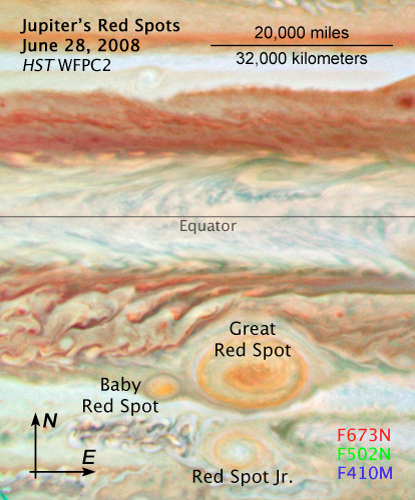 Jupiter's Red Spots
June 28, 2008
HST WFPC2
20,000 miles
32,000 kilometers
Equator
Great
Red Spot
Baby
Red Spot
N
E
Red Spot Jr.
F673N
F502N
F410M